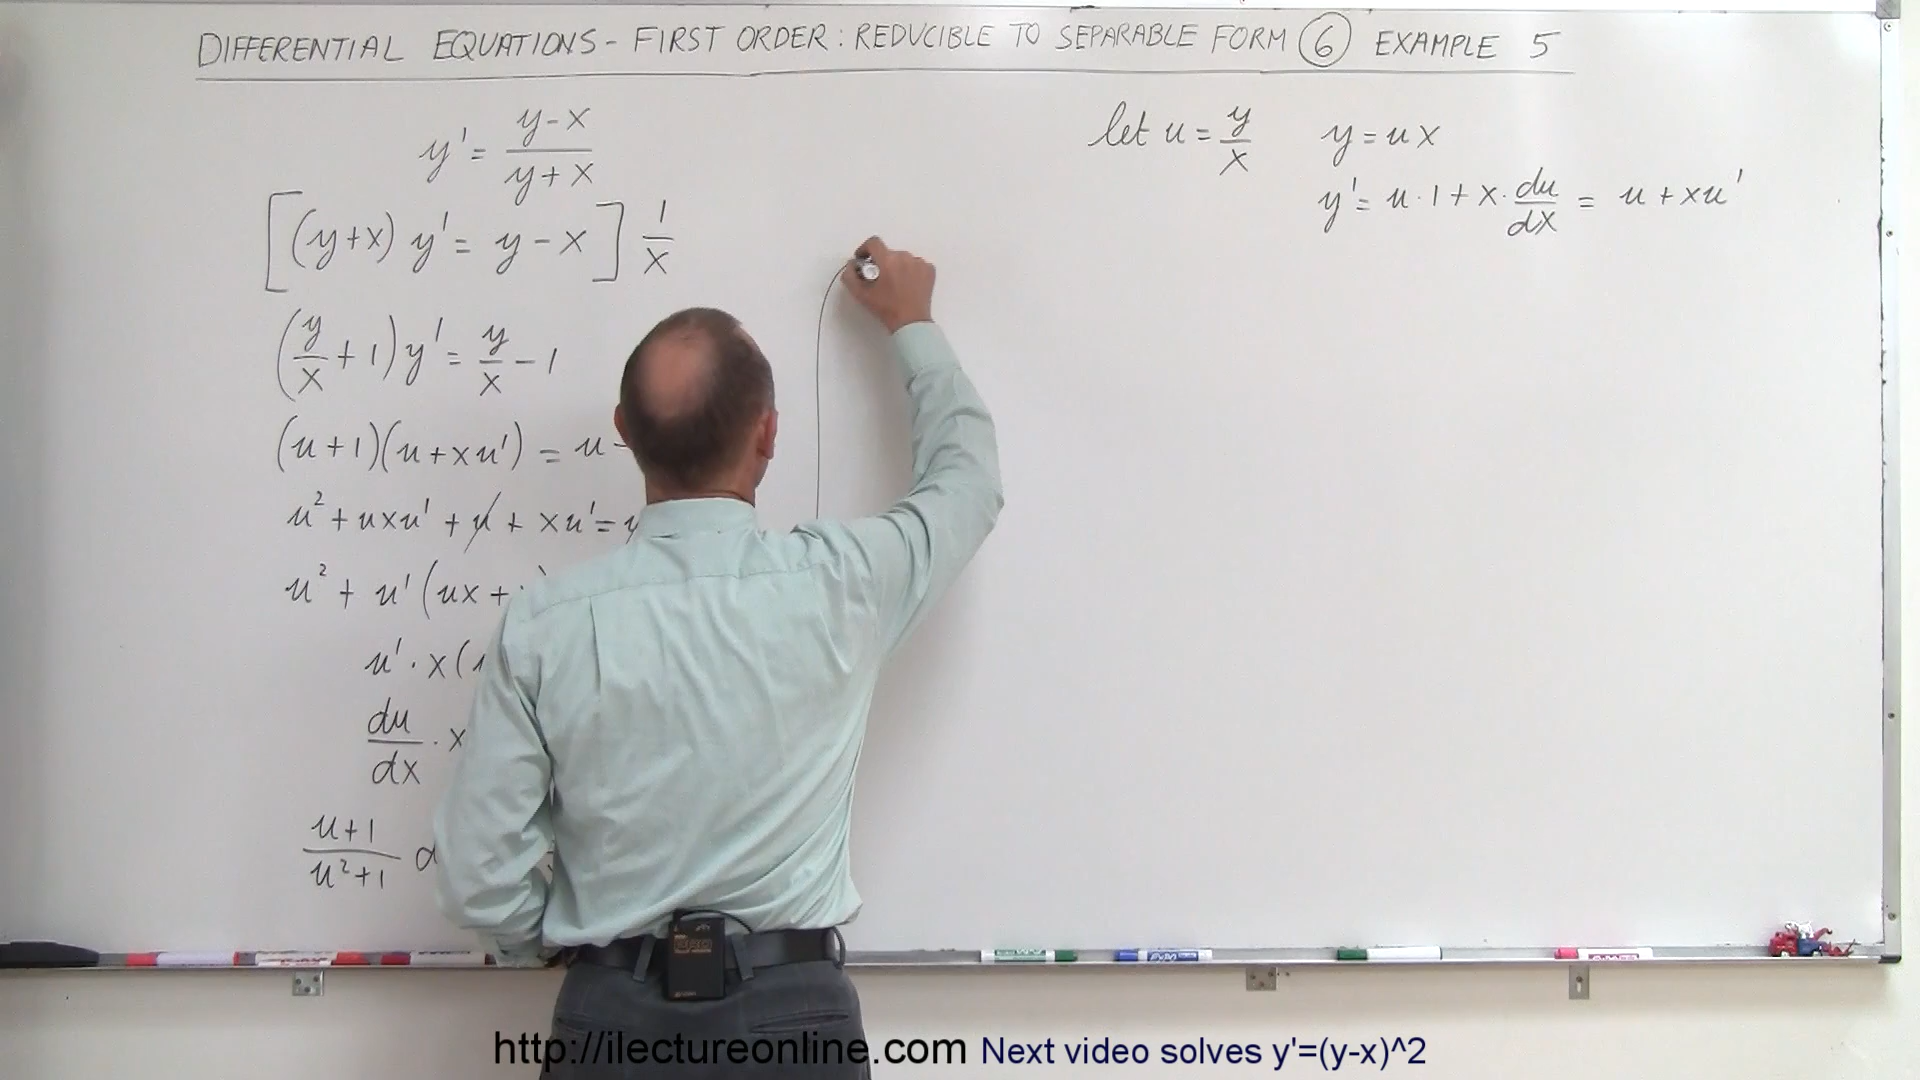 DIFFERENTIAL EQUATIONS - FIRST ORDER : REDUCIBLE TO SEPARABLE FORM 6 EXAMPLE 5
y' = (y-x)/(y+x)
[(y+x) y' = y - x] 1/x
(y/x + 1) y' = y/x - 1
(u+1)(u+xu') = u -
u² + uxu' + u + xu' =
u² + u' (ux +
u' · x (
du/dx · x
(u+1)/(u²+1) d
let u = y/x y = ux
y' = u · 1 + x · du/dx = u + xu'
http://ilectureonline.com Next video solves y'=(y-x)^2